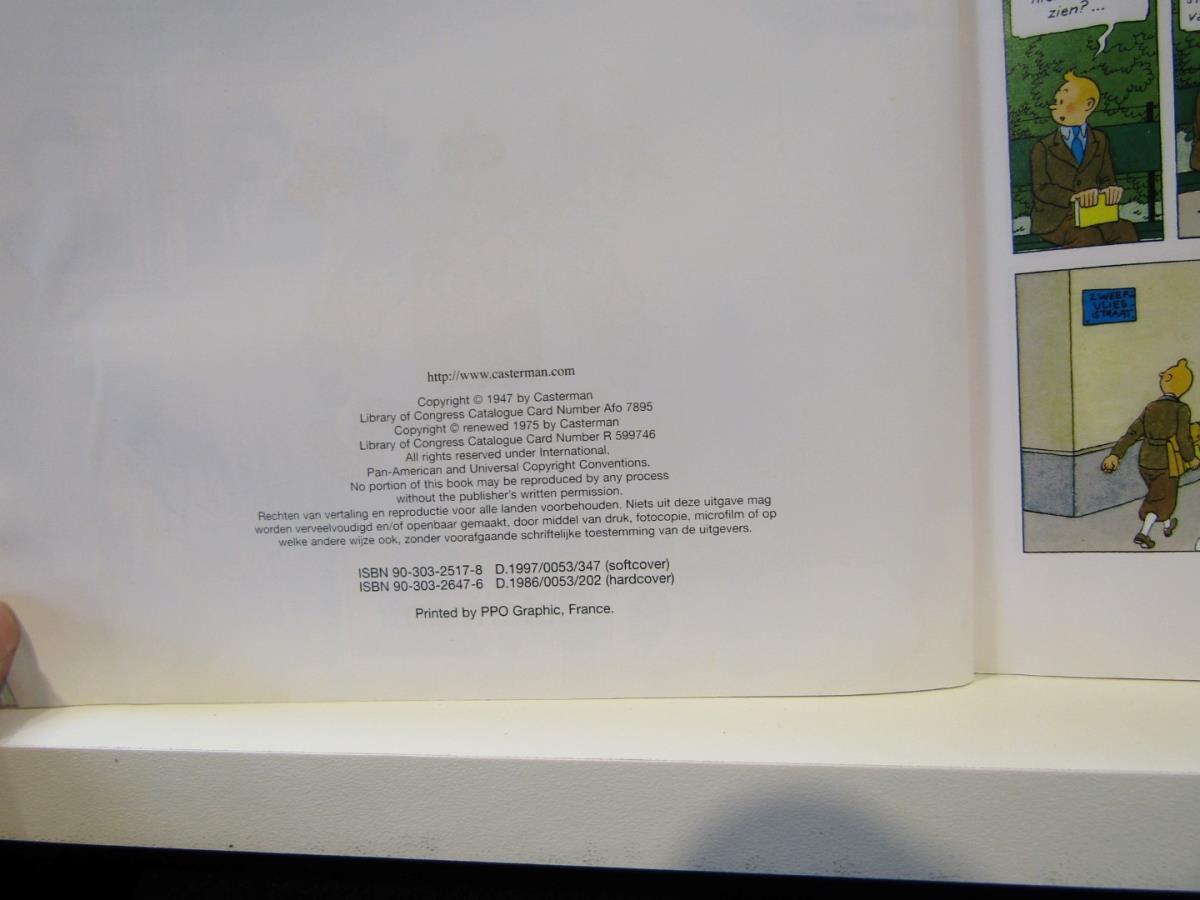 http://www.casterman.com
Copyright © 1947 by Casterman
Library of Congress Catalogue Card Number Afo 7895
Copyright © renewed 1975 by Casterman
Library of Congress Catalogue Card Number R 599746
All rights reserved under International,
Pan-American and Universal Copyright Conventions.
No portion of this book may be reproduced by any process
without the publisher's written permission.
Rechten van vertaling en reproductie voor alle landen voorbehouden. Niets uit deze uitgave mag
worden verveelvoudigd en/of openbaar gemaakt, door middel van druk, fotocopie, microfilm of op
welke andere wijze ook, zonder voorafgaande schriftelijke toestemming van de uitgevers.
ISBN 90-303-2517-8 D.1997/0053/347 (softcover)
ISBN 90-303-2647-6 D.1986/0053/202 (hardcover)
Printed by PPO Graphic, France.
zien?...
VLIES
STRAAT